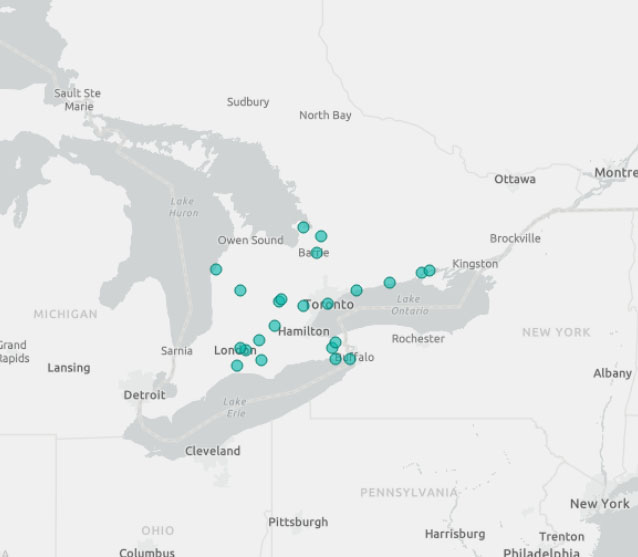 Sault Ste
Marie
Sudbury
North Bay
Ottawa
Montre
Lake
Huron
Owen Sound
Barrie
Brockville
Kingston
Toronto
Lake
Ontario
MICHIGAN
Hamilton
NEW YORK
Grand
Rapids
Sarnia
London
Buffalo
Rochester
Lansing
Albany
Detroit
Lake
Erie
Cleveland
PENNSYLVANIA
New York
OHIO
Pittsburgh
Harrisburg
Trenton
Columbus
Philadelphia